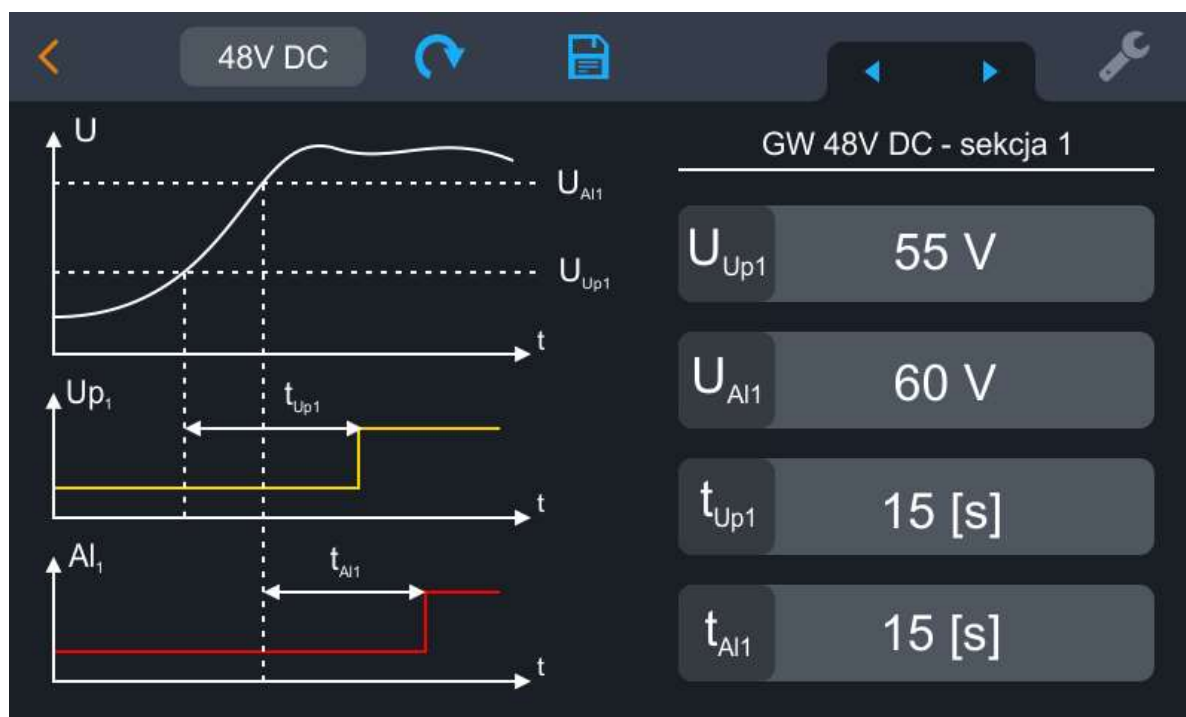 48V DC
U
U_Al1
U_Up1
t
Up₁
t_Up1
t
Al₁
t_Al1
t
GW 48V DC - sekcja 1
U_Up1 55 V
U_Al1 60 V
t_Up1 15 [s]
t_Al1 15 [s]